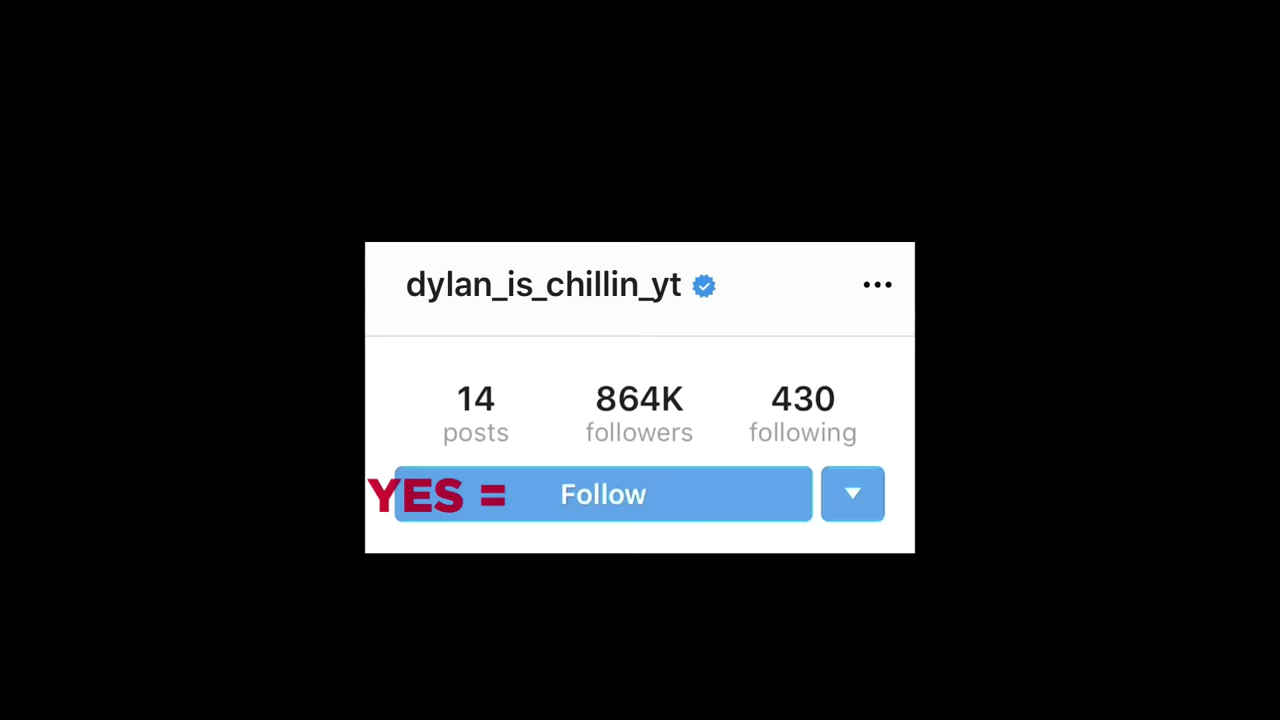 dylan_is_chillin_yt
14 864K 430
posts followers following
YES = Follow